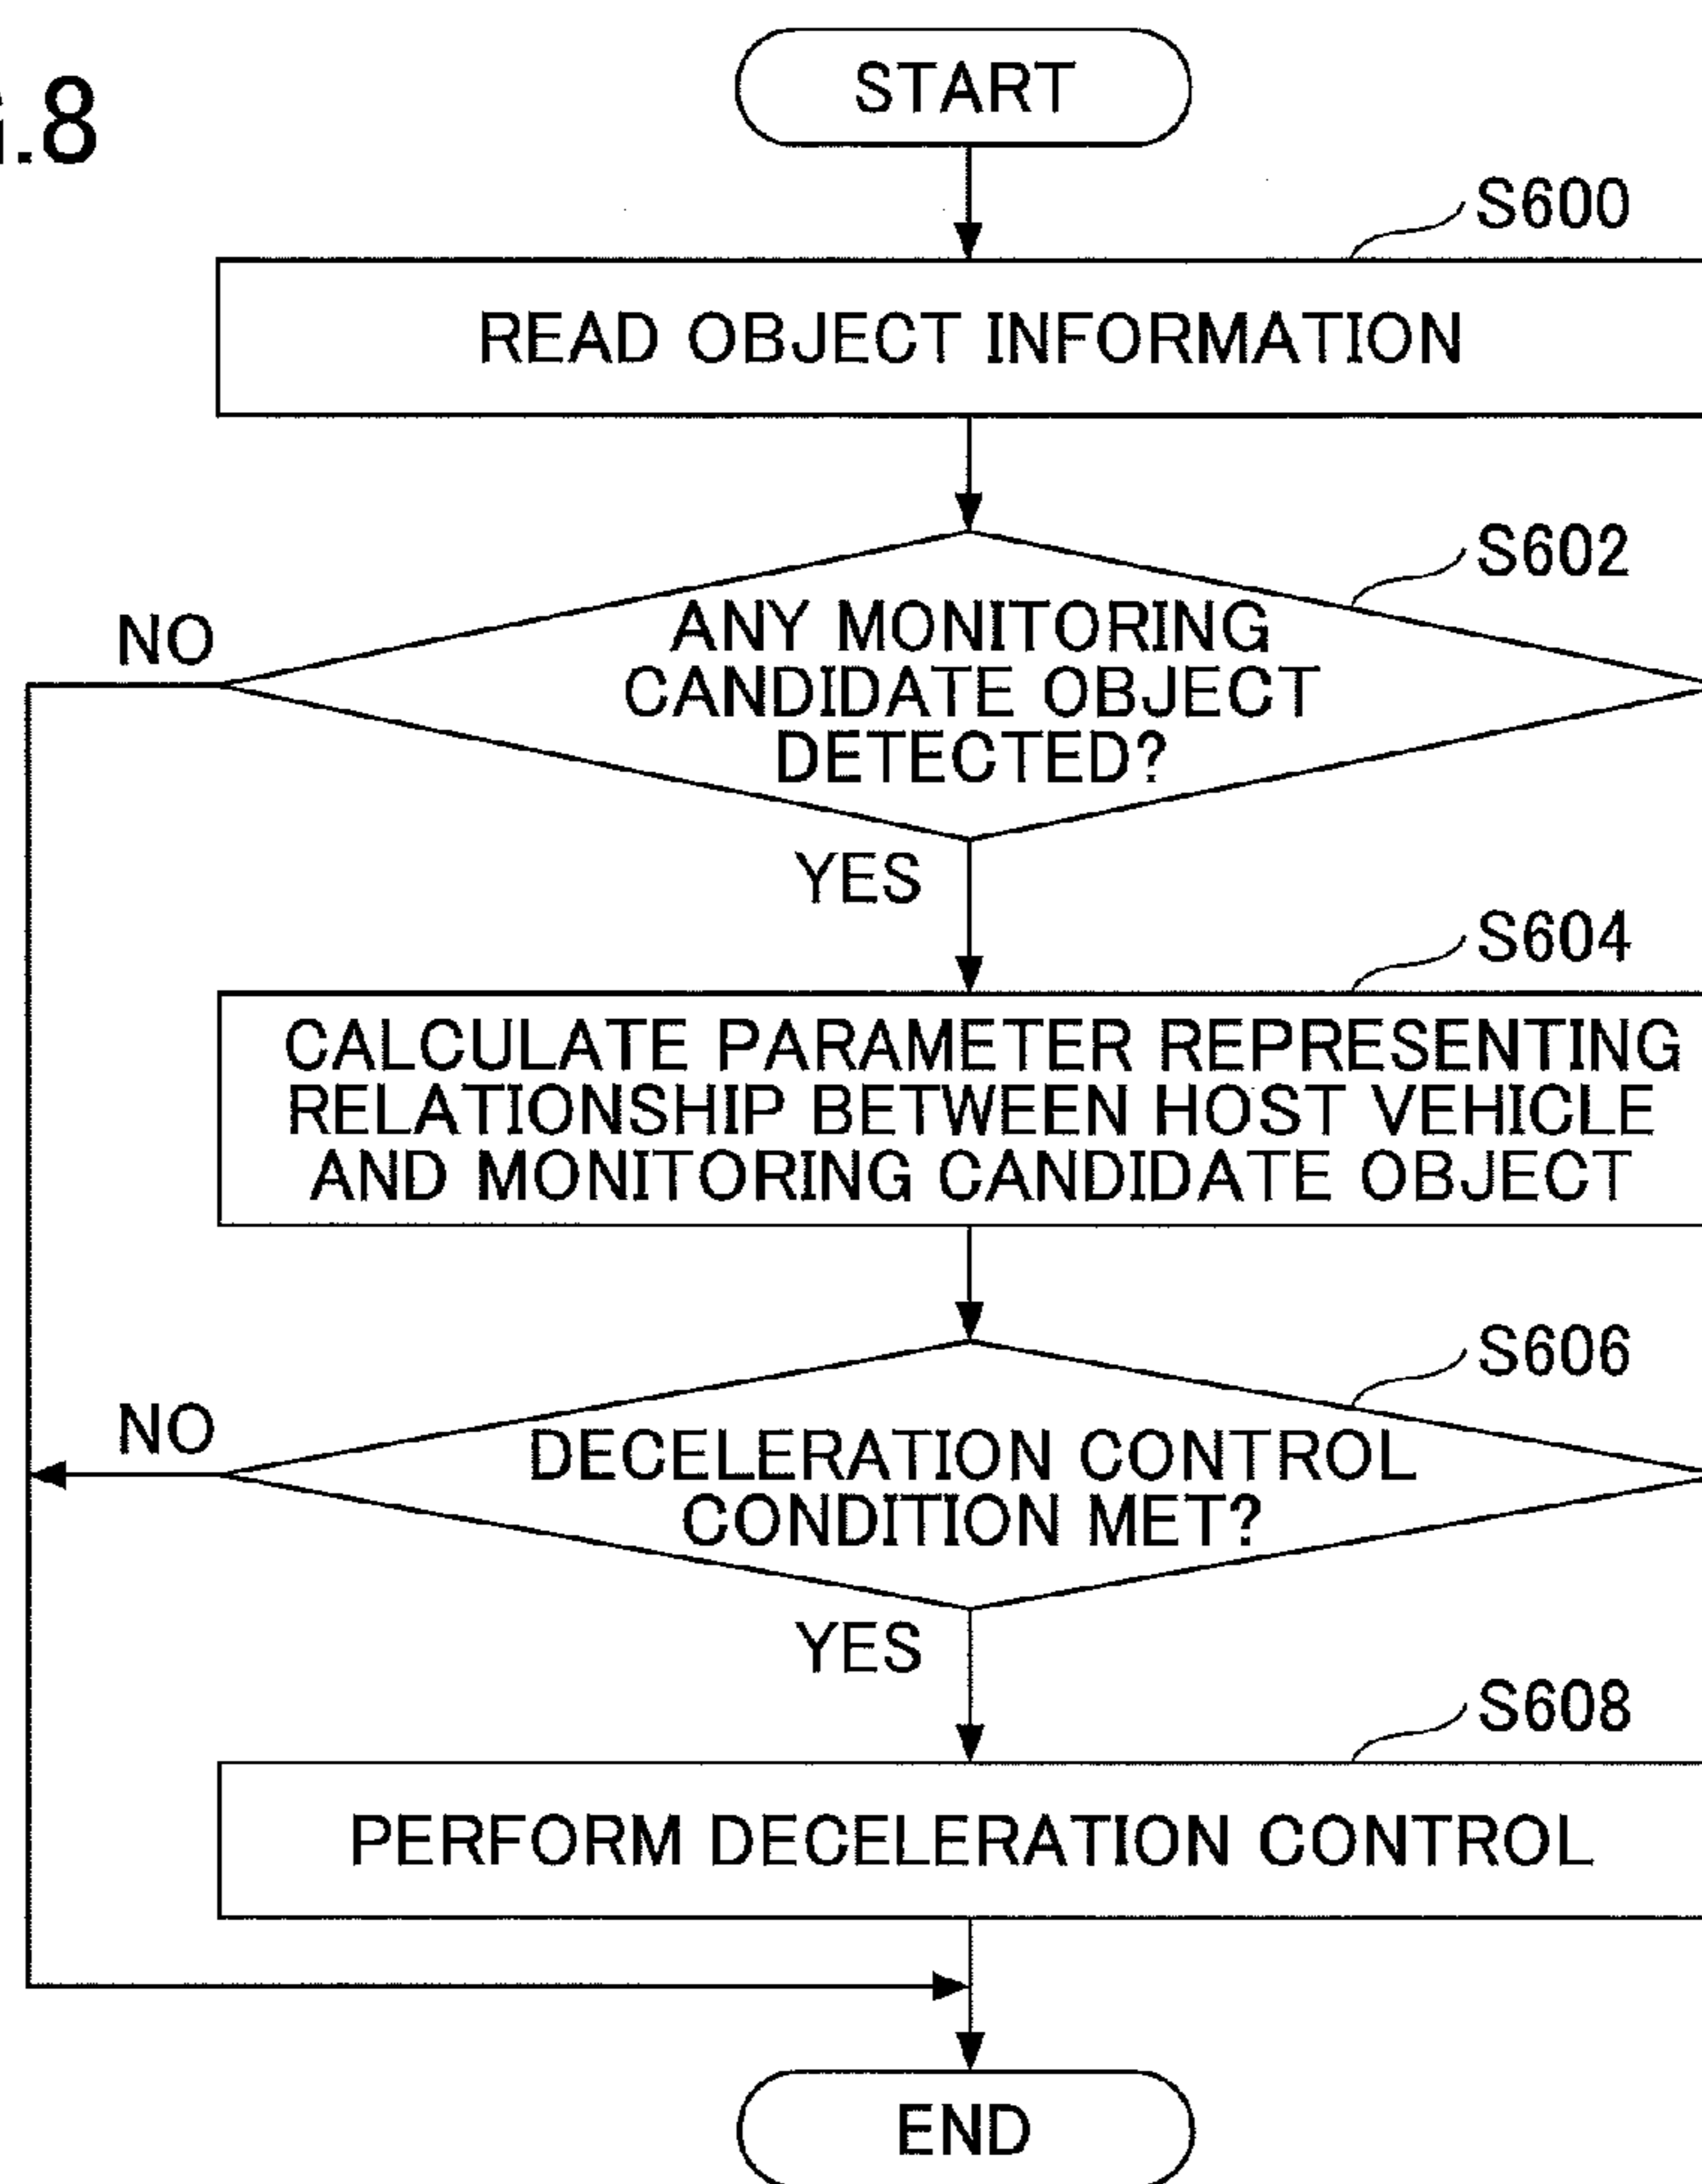 .8
START
S600
READ OBJECT INFORMATION
S602
NO
ANY MONITORING
CANDIDATE OBJECT
DETECTED?
YES
S604
CALCULATE PARAMETER REPRESENTING
RELATIONSHIP BETWEEN HOST VEHICLE
AND MONITORING CANDIDATE OBJECT
S606
NO
DECELERATION CONTROL
CONDITION MET?
YES
S608
PERFORM DECELERATION CONTROL
END